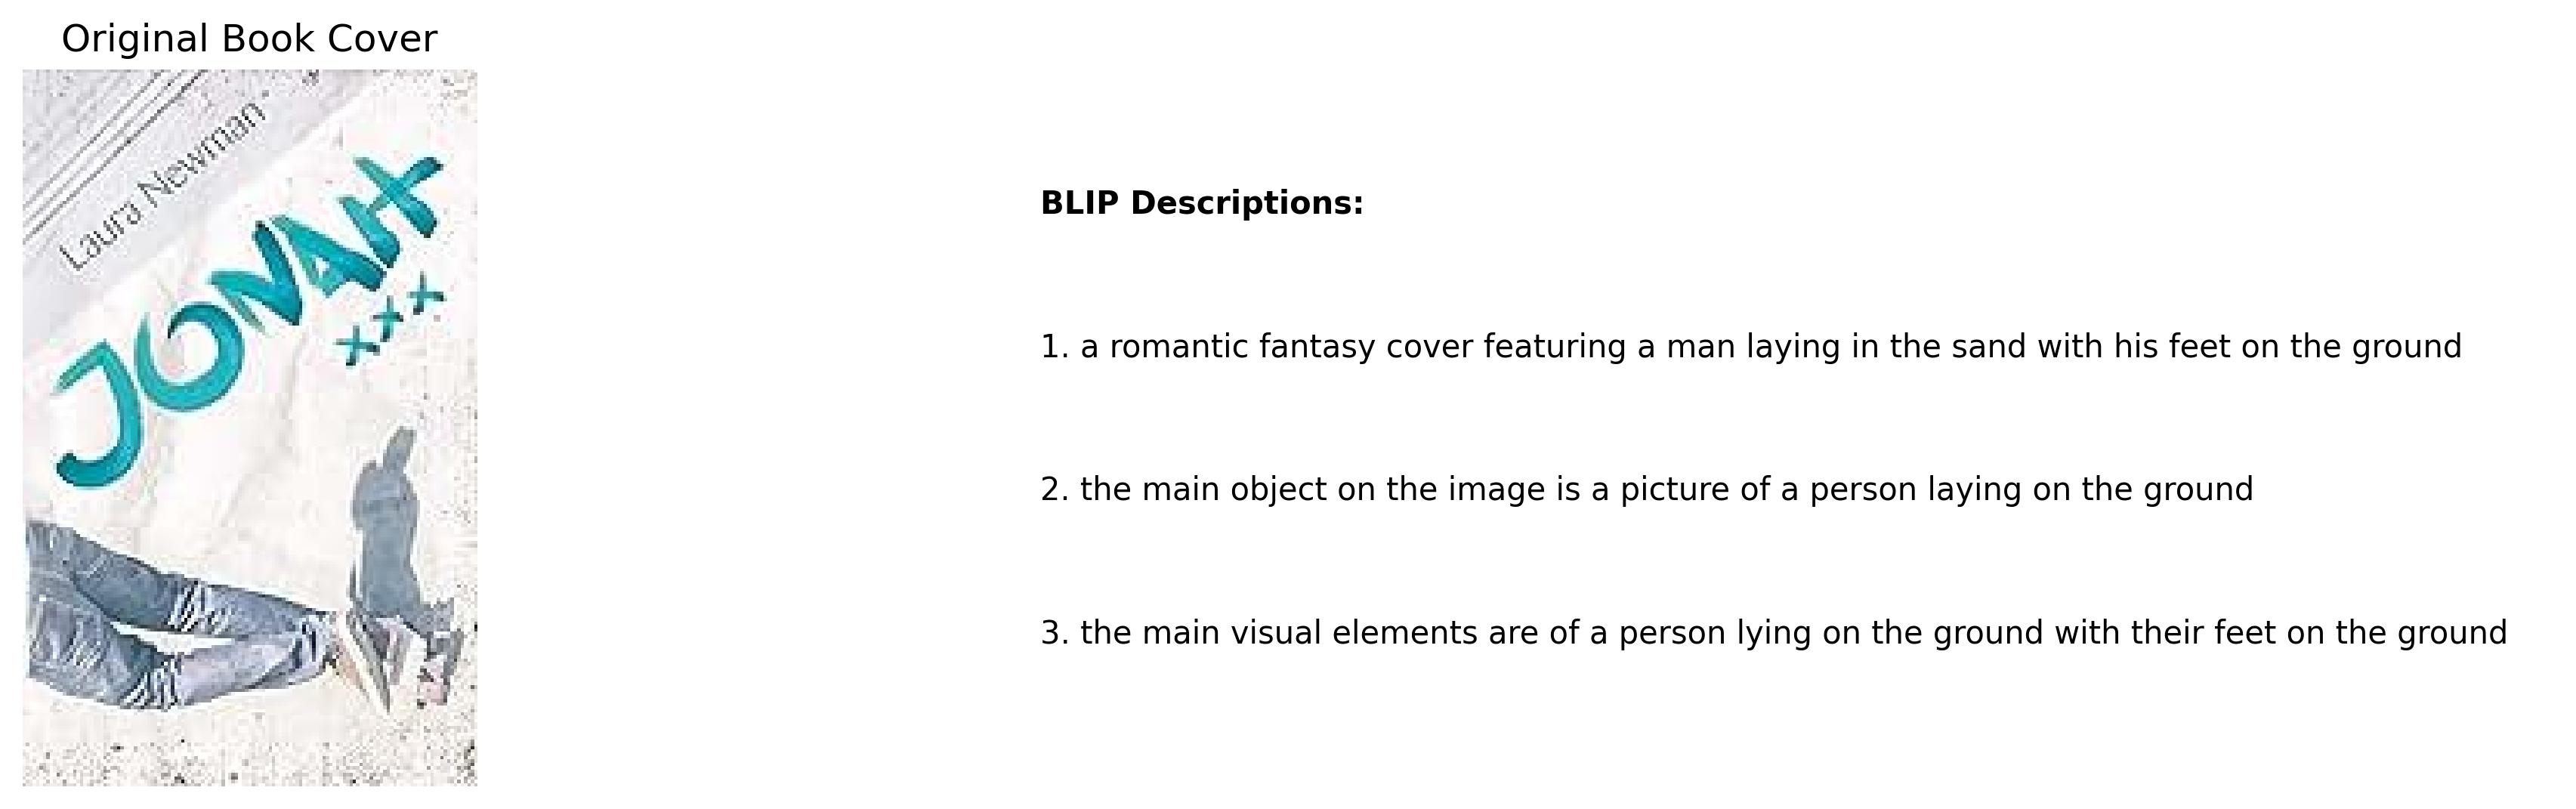 Original Book Cover
Laura Newman
JONAH
xxx
BLIP Descriptions:
1. a romantic fantasy cover featuring a man laying in the sand with his feet on the ground
2. the main object on the image is a picture of a person laying on the ground
3. the main visual elements are of a person lying on the ground with their feet on the ground